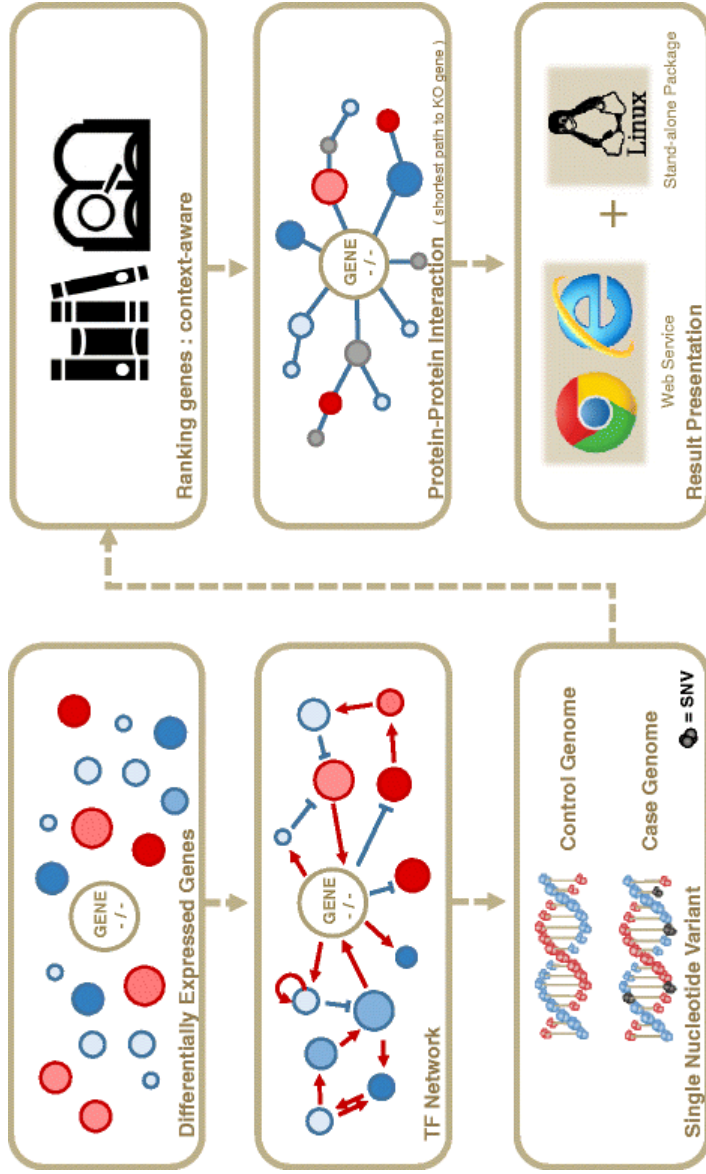 GENE
- / -
Differentially Expressed Genes
GENE
- / -
TF Network
Control Genome
Case Genome
= SNV
Single Nucleotide Variant
Ranking genes : context-aware
GENE
- / -
Protein-Protein Interaction ( shortest path to KO gene )
+
Linux
Web Service
Stand-alone Package
Result Presentation